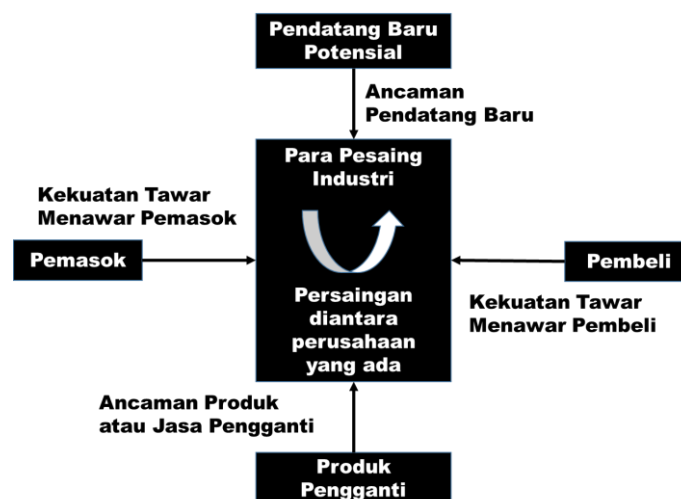 Pendatang Baru
Potensial
Ancaman
Pendatang Baru
Para Pesaing
Industri
Kekuatan Tawar
Menawar Pemasok
Pemasok
Pembeli
Persaingan
diantara
perusahaan
yang ada
Kekuatan Tawar
Menawar Pembeli
Ancaman Produk
atau Jasa Pengganti
Produk
Pengganti